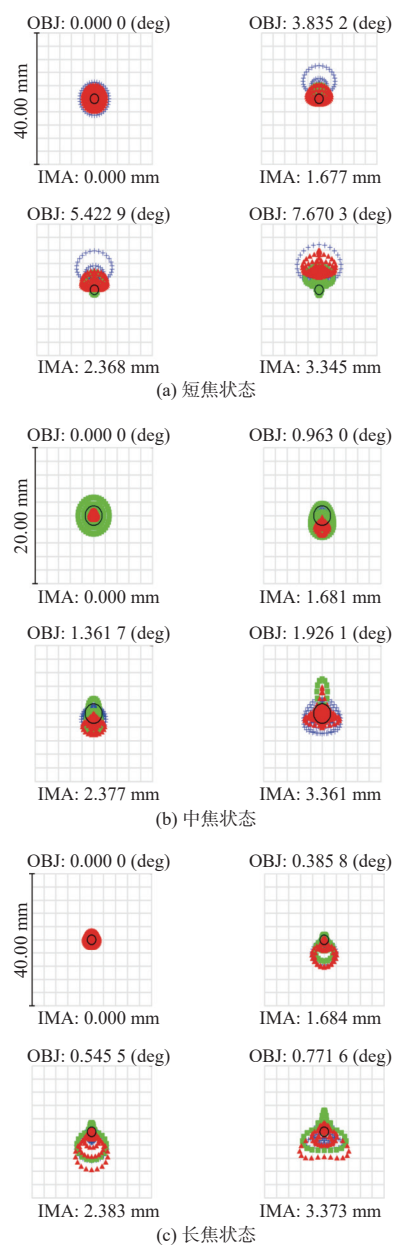 OBJ: 0.000 0 (deg)
OBJ: 3.835 2 (deg)
40.00 mm
IMA: 0.000 mm
IMA: 1.677 mm
OBJ: 5.422 9 (deg)
OBJ: 7.670 3 (deg)
IMA: 2.368 mm
IMA: 3.345 mm
(a) 短焦状态
OBJ: 0.000 0 (deg)
OBJ: 0.963 0 (deg)
20.00 mm
IMA: 0.000 mm
IMA: 1.681 mm
OBJ: 1.361 7 (deg)
OBJ: 1.926 1 (deg)
IMA: 2.377 mm
IMA: 3.361 mm
(b) 中焦状态
OBJ: 0.000 0 (deg)
OBJ: 0.385 8 (deg)
40.00 mm
IMA: 0.000 mm
IMA: 1.684 mm
OBJ: 0.545 5 (deg)
OBJ: 0.771 6 (deg)
IMA: 2.383 mm
IMA: 3.373 mm
(c) 长焦状态